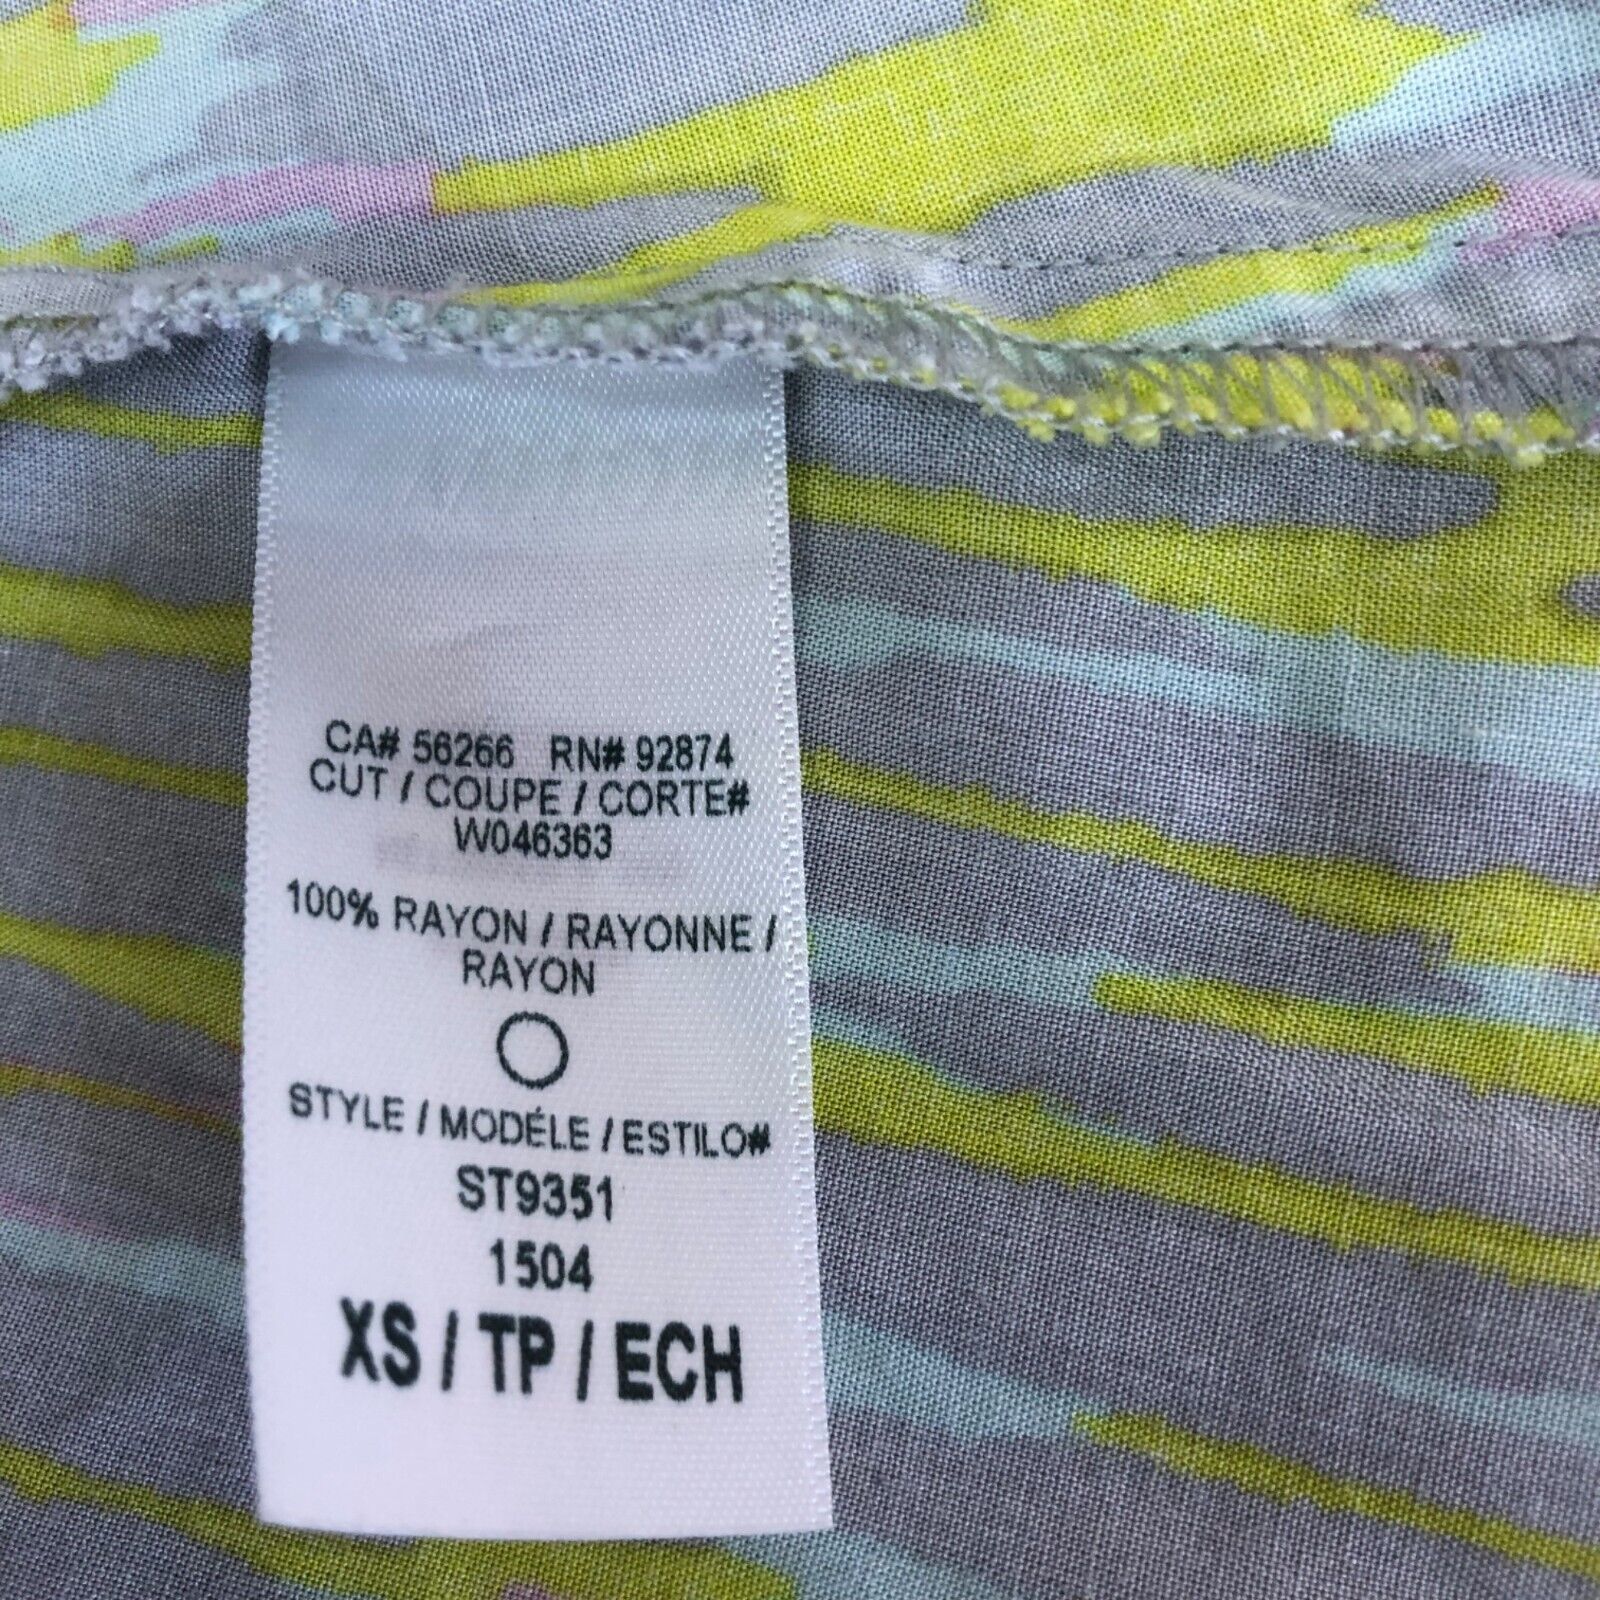 CA# 56266 RN# 92874
CUT / COUPE / CORTE#
W046363
100% RAYON / RAYONNE /
RAYON
STYLE / MODÉLE / ESTILO#
ST9351
1504
XS / TP / ECH